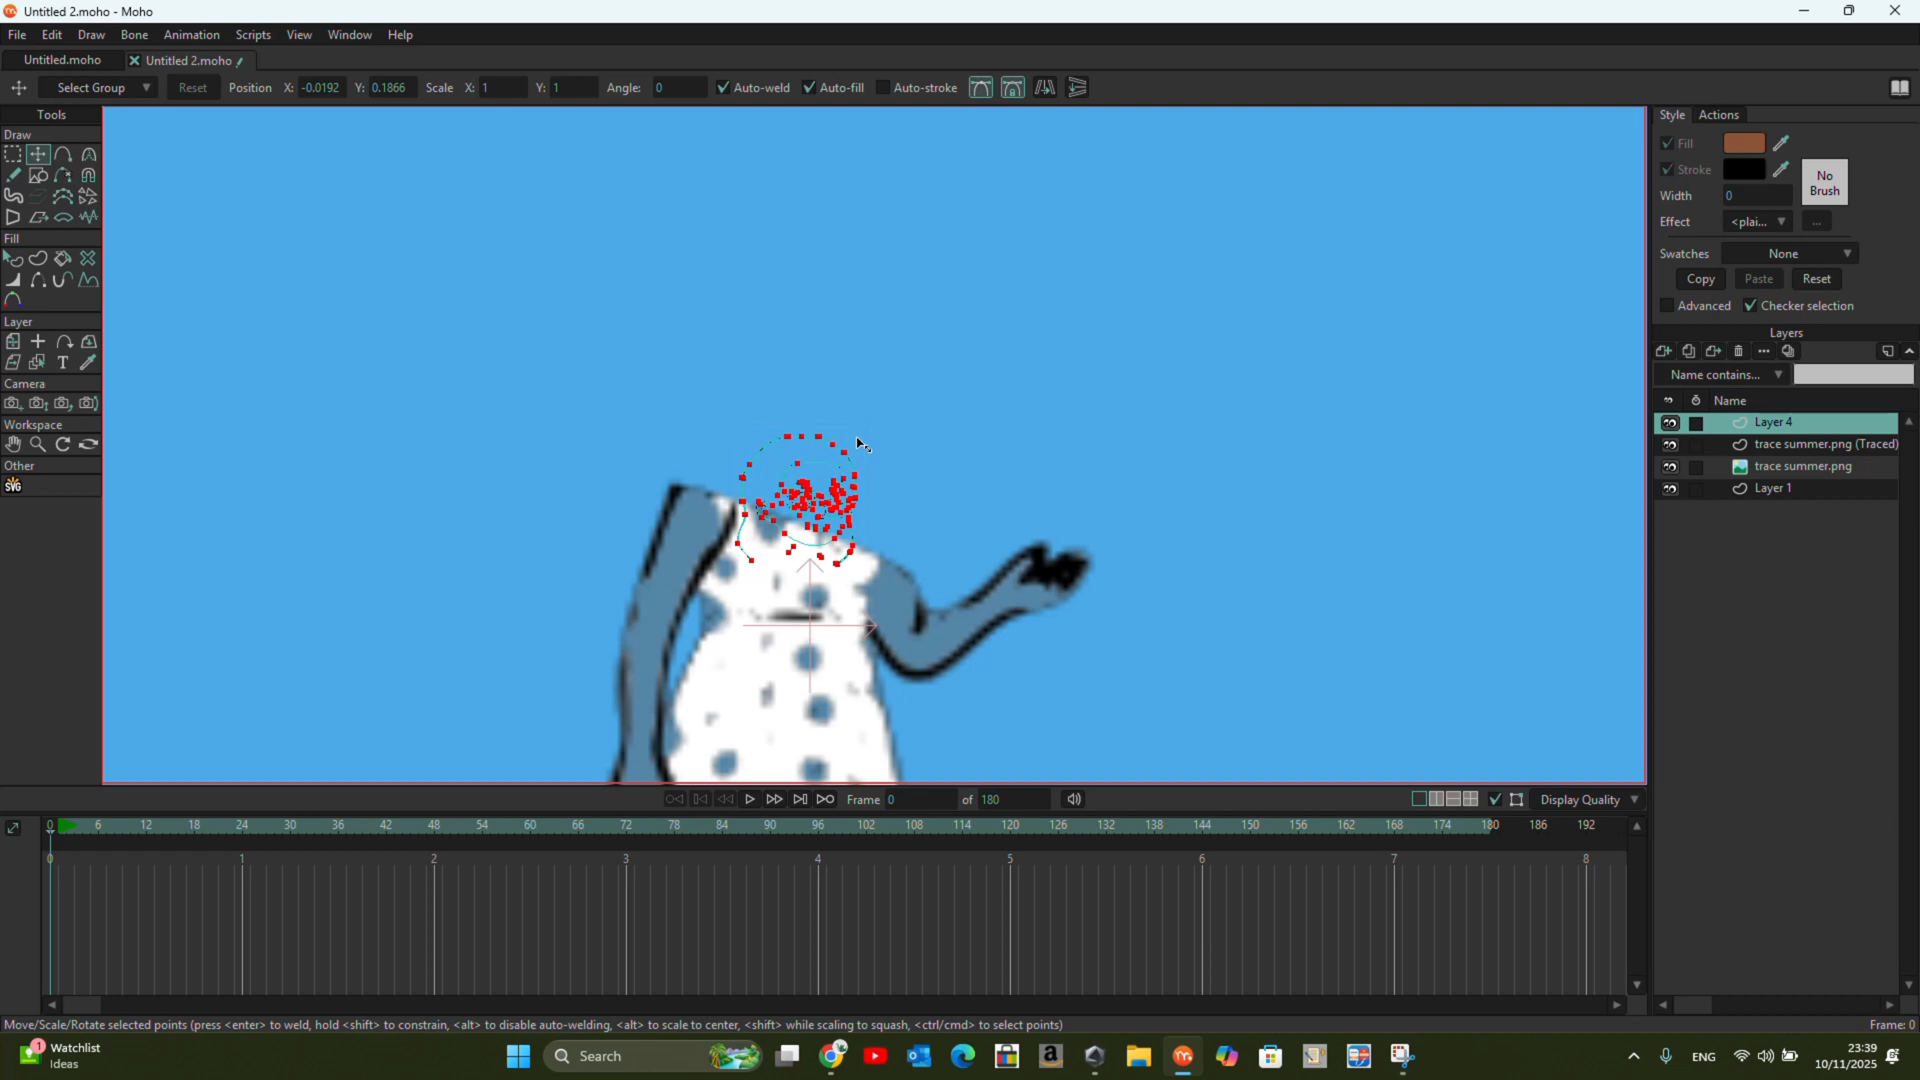 Untitled 2.moho - Moho
File Edit Draw Bone Animation Scripts View Window Help
Untitled.moho Untitled 2.moho
Select Group Reset Position X: -0.0192 Y: 0.1866 Scale X: 1 Y: 1 Angle: 0 Auto-weld Auto-fill Auto-stroke
Tools
Draw
Fill
Layer
T
Camera
Workspace
Other
SVG
Style Actions
Fill
Stroke
No
Brush
Width 0
Effect <plai... ...
Swatches None
Copy Paste Reset
Advanced Checker selection
Layers
Name contains...
Name
Layer 4
trace summer.png (Traced)
trace summer.png
Layer 1
Frame 0 of 180 Display Quality
0 6 12 18 24 30 36 42 48 54 60 66 72 78 84 90 96 102 108 114 120 126 132 138 144 150 156 162 168 174 180 186 192
0 1 2 3 4 5 6 7 8
Move/Scale/Rotate selected points (press <enter> to weld, hold <shift> to constrain, <alt> to disable auto-welding, <alt> to scale to center, <shift> while scaling to squash, <ctrl/cmd> to select points) Frame: 0
1 Watchlist
Ideas
Search
ENG
23:39
10/11/2025